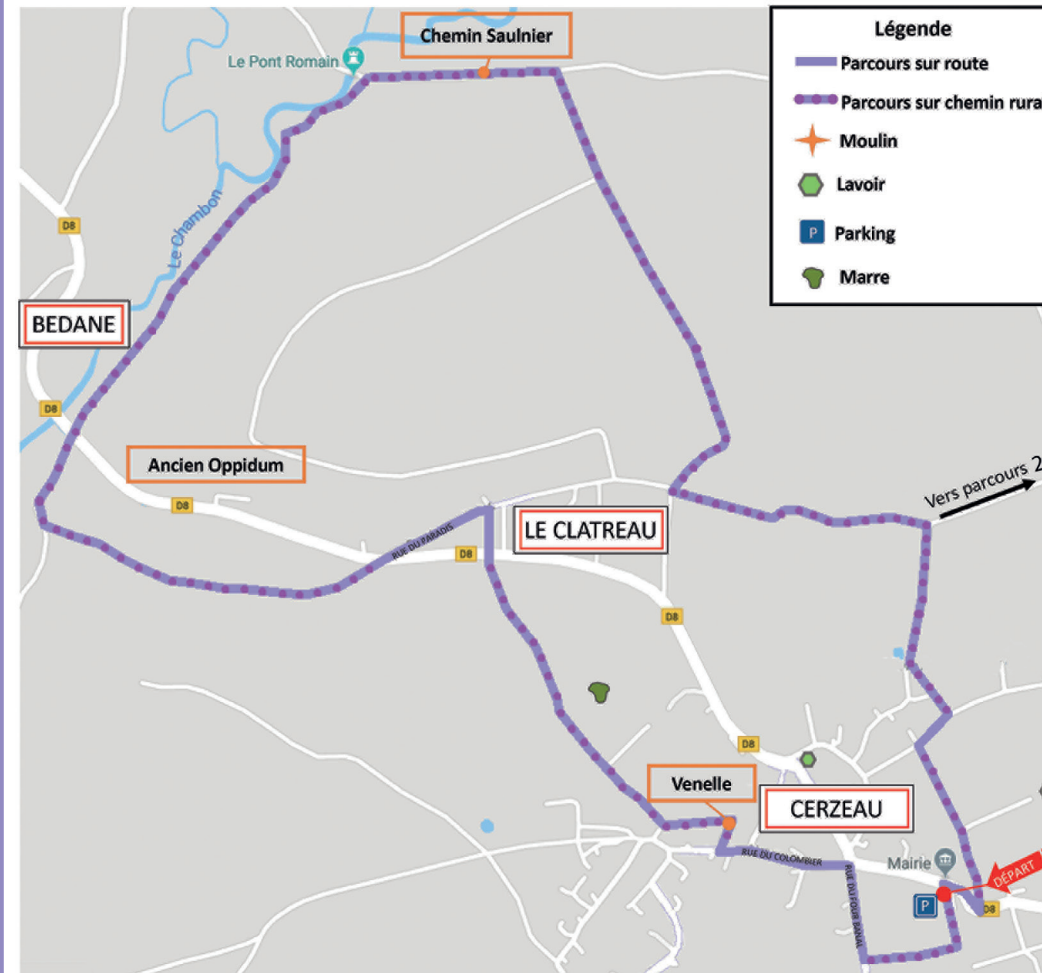 Chemin Saulnier
Le Pont Romain
Légende
Parcours sur route
Parcours sur chemin rura
Moulin
Lavoir
P Parking
Marre
D8
Le Chambon
BEDANE
D8
Ancien Oppidum
D8
Vers parcours 2
LE CLATREAU
RUE DU PARADIS
D8
D8
D8
Venelle
CERZEAU
RUE DU COLOMBIER
Mairie
RUE DU FOUR BANAL
DÉPART
P
D8